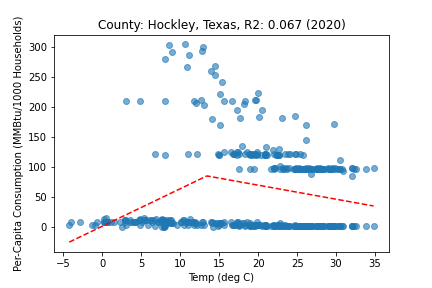 County: Hockley, Texas, R2: 0.067 (2020)
Per-Capita Consumption (MMBtu/1000 Households)
300
250
200
150
100
50
0
−5 0 5 10 15 20 25 30 35
Temp (deg C)